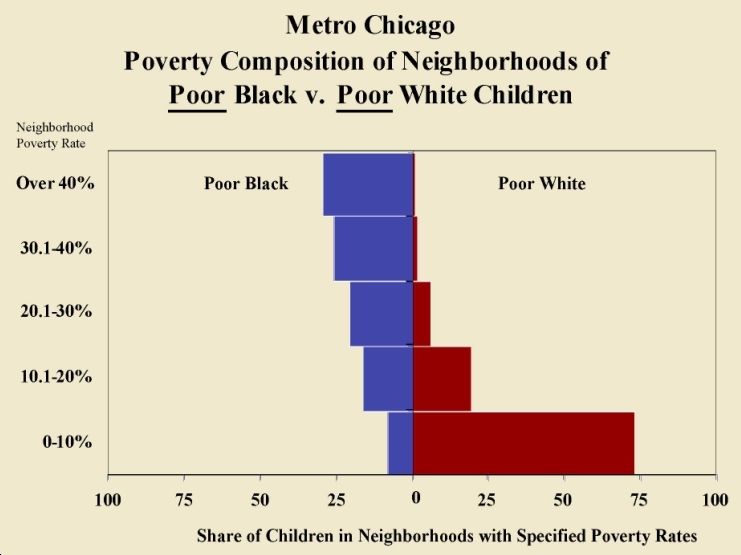 Metro Chicago
Poverty Composition of Neighborhoods of
Poor Black v. Poor White Children
Neighborhood
Poverty Rate
Over 40%
Poor Black
Poor White
30.1-40%
20.1-30%
10.1-20%
0-10%
100 75 50 25 0 25 50 75 100
Share of Children in Neighborhoods with Specified Poverty Rates